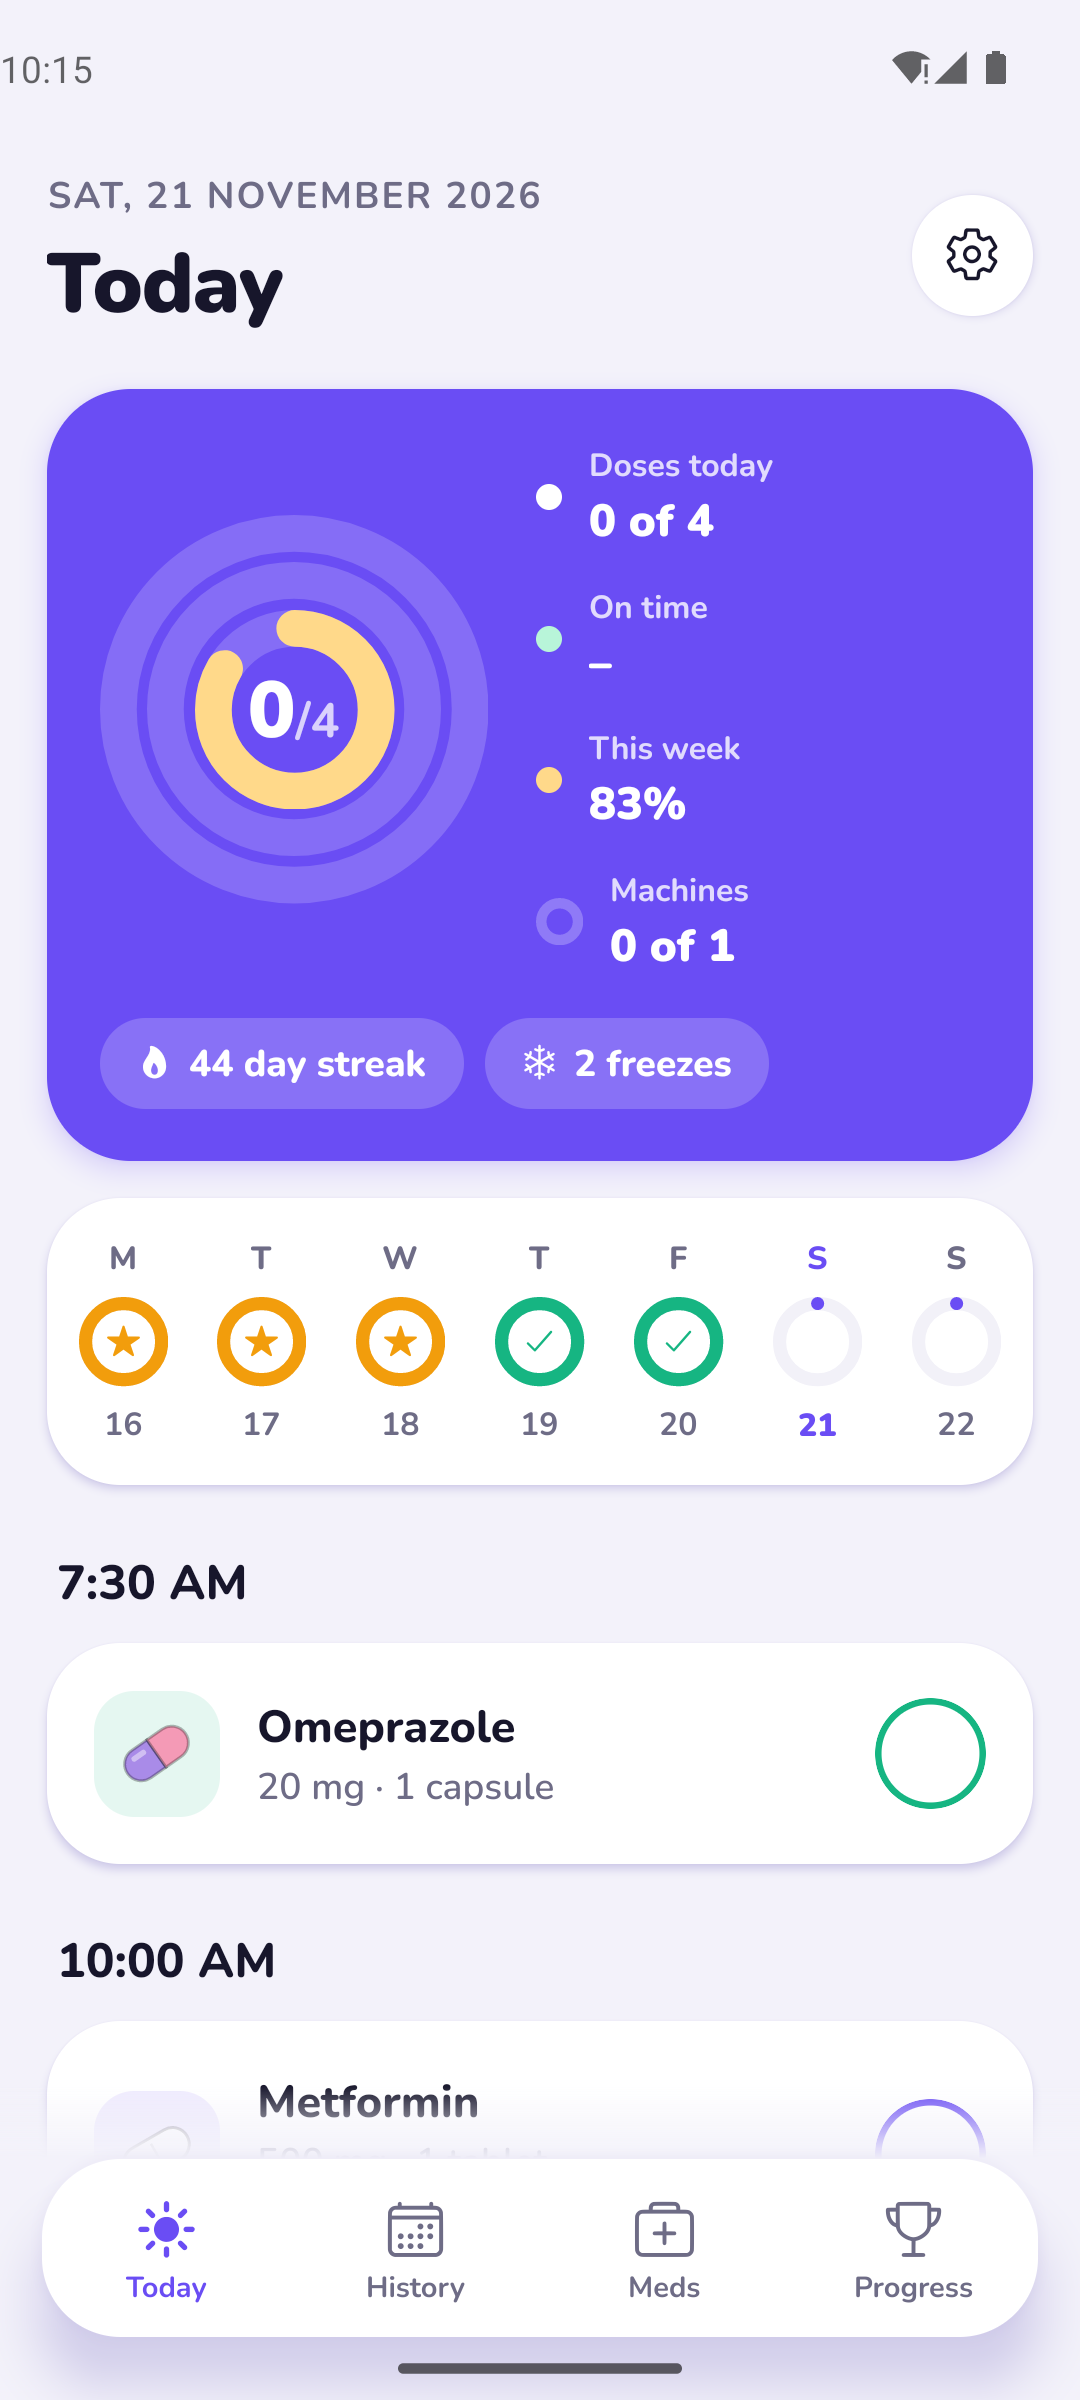 10:15
SAT, 21 NOVEMBER 2026
Today
Doses today
0 of 4
On time
–
This week
83%
Machines
0 of 1
0/4
44 day streak
2 freezes
M T W T F S S
16 17 18 19 20 21 22
7:30 AM
Omeprazole
20 mg · 1 capsule
10:00 AM
Metformin
Today
History
Meds
Progress